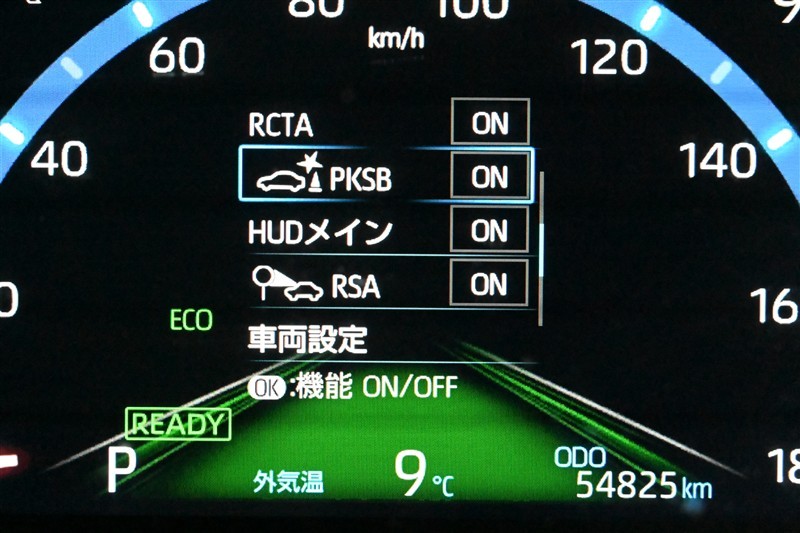 80
100
km/h
60
120
RCTA ON
40
140
PKSB ON
HUDメイン ON
RSA ON
ECO
車両設定
OK:機能 ON/OFF
READY
P
外気温 9℃
ODO
54825km